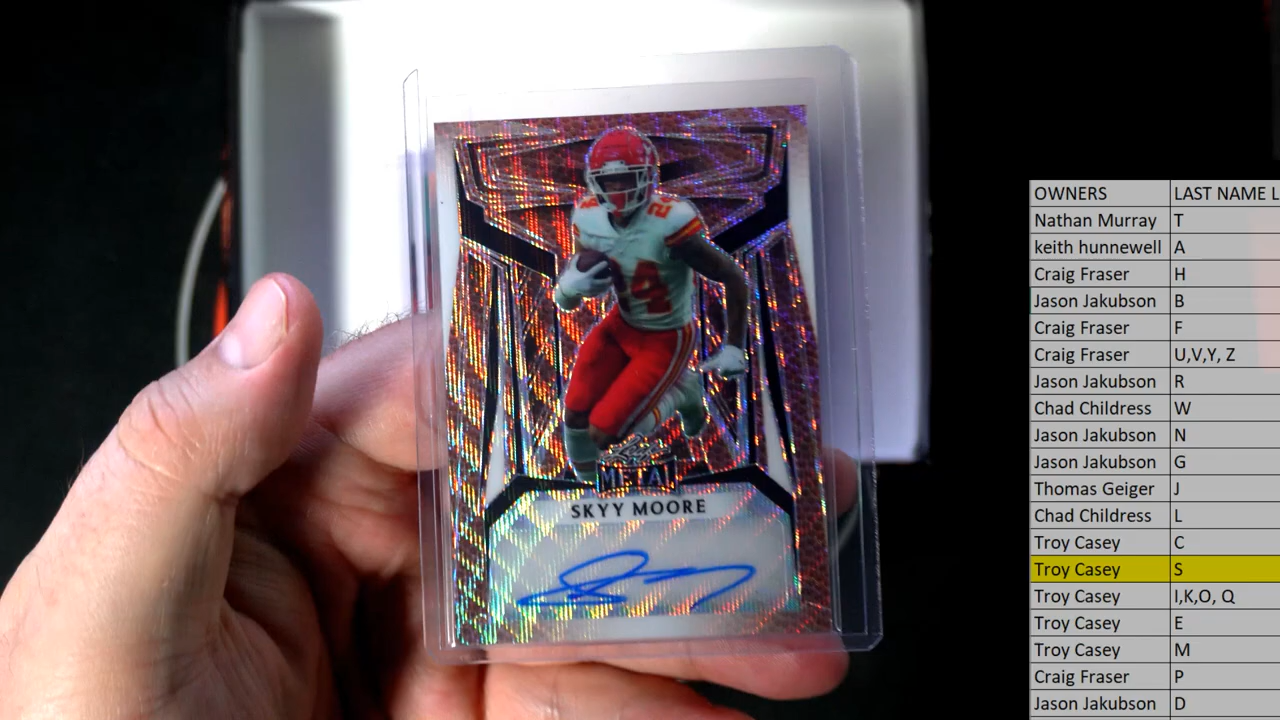 24
Leaf
METAL
SKYY MOORE
OWNERS LAST NAME L
Nathan Murray T
keith hunnewell A
Craig Fraser H
Jason Jakubson B
Craig Fraser F
Craig Fraser U,V,Y, Z
Jason Jakubson R
Chad Childress W
Jason Jakubson N
Jason Jakubson G
Thomas Geiger J
Chad Childress L
Troy Casey C
Troy Casey S
Troy Casey I,K,O, Q
Troy Casey E
Troy Casey M
Craig Fraser P
Jason Jakubson D